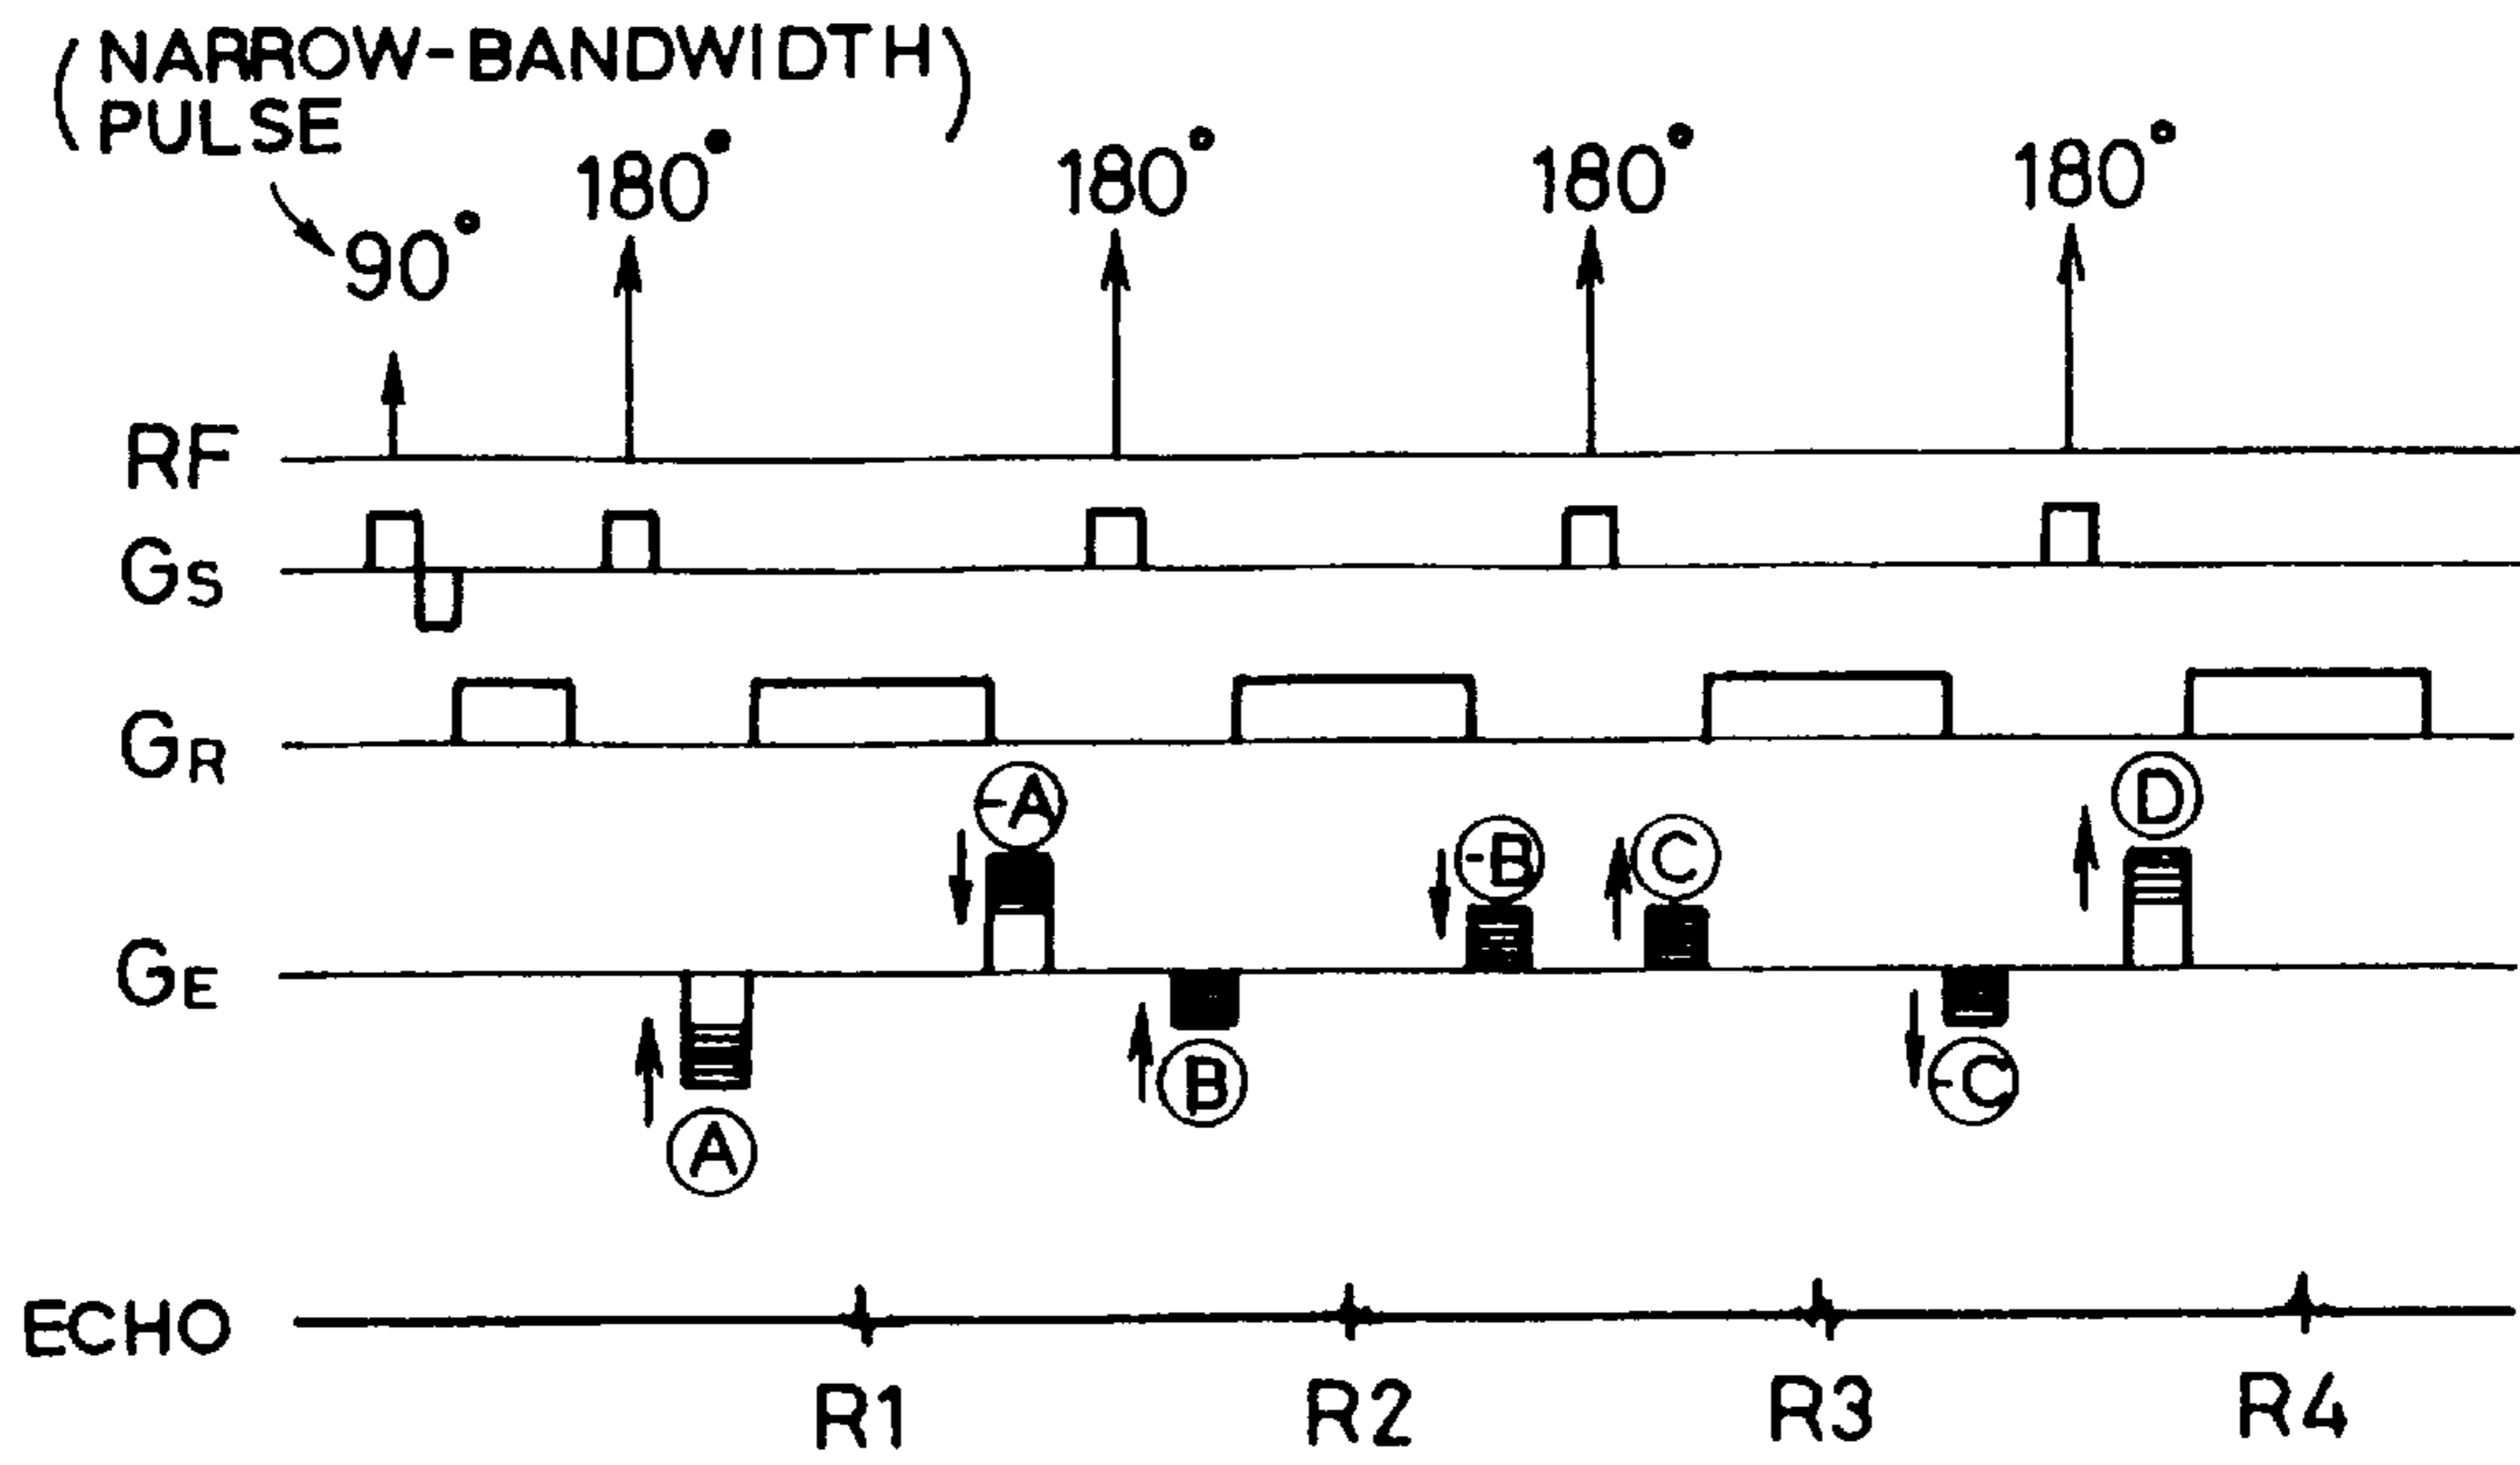 (NARROW-BANDWIDTH
PULSE)
90°
180°
180°
180°
180°
RF
GS
GR
GE
A
-A
B
-B
C
-C
D
ECHO
R1
R2
R3
R4